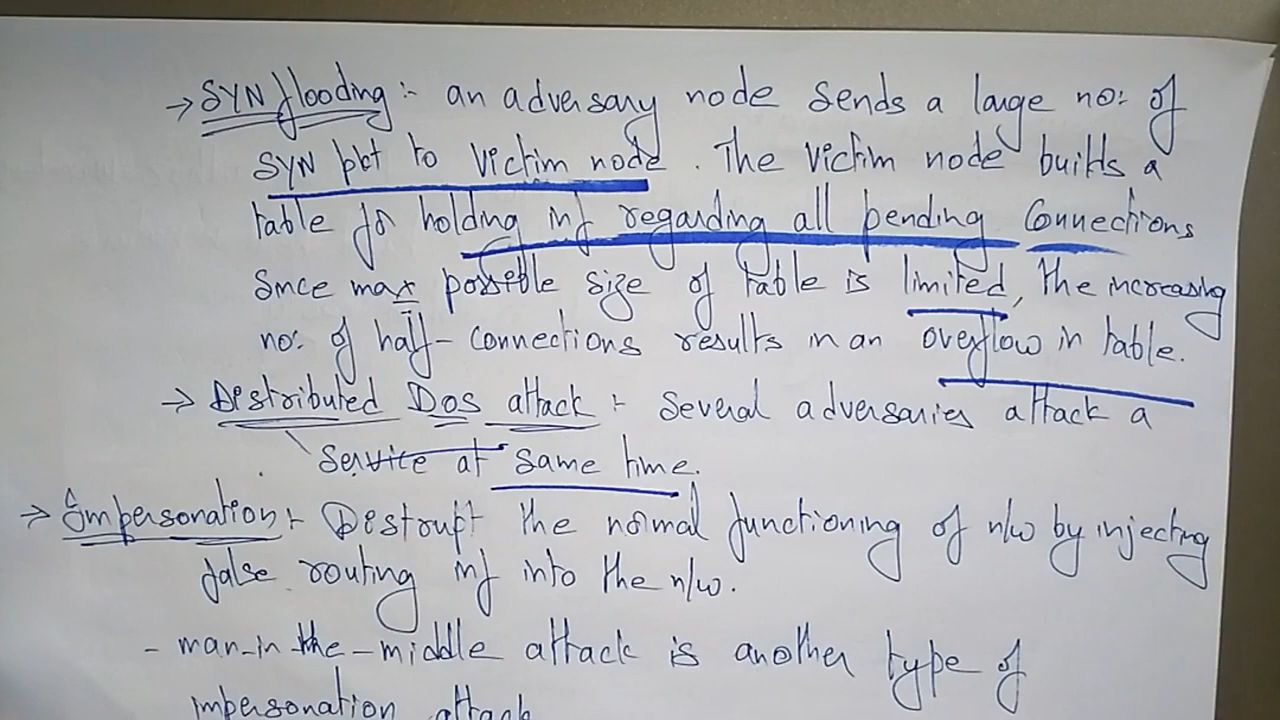 → SYN flooding :- an adversary node sends a large no: of
SYN pkt to victim node. The victim node builds a
table for holding inf regarding all pending Connections
Since max possible size of table is limited, the increasing
no: of half-connections results in an overflow in table.
→ Distributed DoS attack :- Several adversaries attack a
Service at same time.
→ Impersonation :- Distrupt the normal functioning of n/w by injecting
false routing inf into the n/w.
- man-in-the-middle attack is another type of
impersonation attack